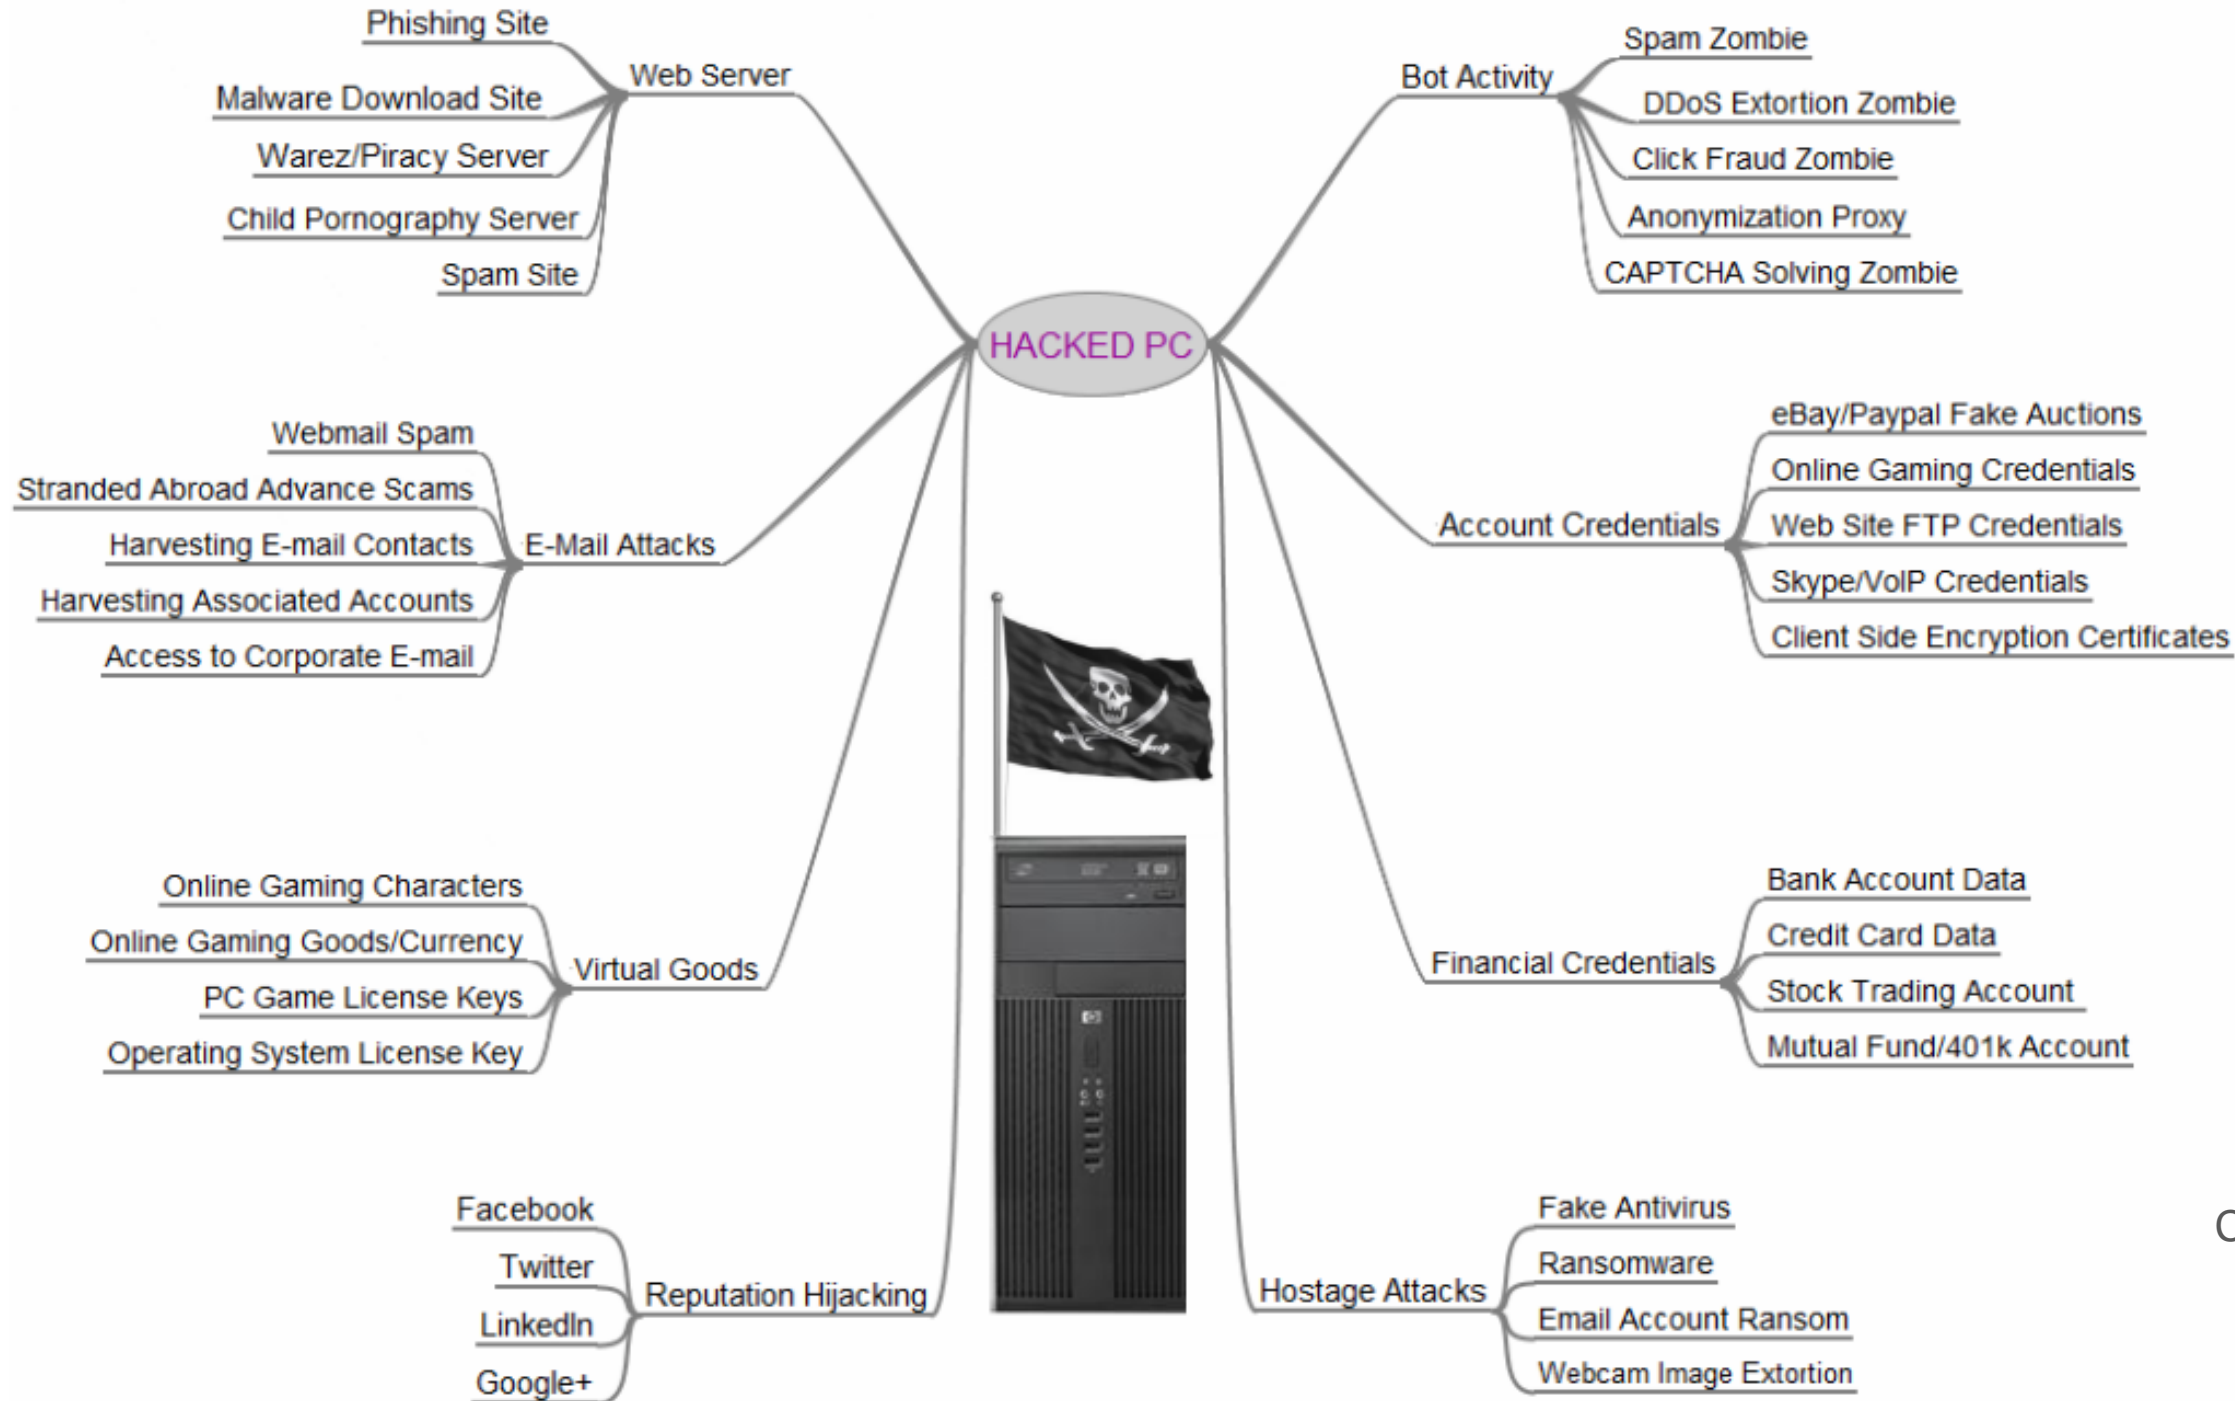 Phishing Site
Malware Download Site
Warez/Piracy Server
Child Pornography Server
Spam Site
Web Server
Webmail Spam
Stranded Abroad Advance Scams
Harvesting E-mail Contacts
Harvesting Associated Accounts
Access to Corporate E-mail
E-Mail Attacks
Online Gaming Characters
Online Gaming Goods/Currency
PC Game License Keys
Operating System License Key
Virtual Goods
Facebook
Twitter
LinkedIn
Google+
Reputation Hijacking
HACKED PC
Bot Activity
Spam Zombie
DDoS Extortion Zombie
Click Fraud Zombie
Anonymization Proxy
CAPTCHA Solving Zombie
Account Credentials
eBay/Paypal Fake Auctions
Online Gaming Credentials
Web Site FTP Credentials
Skype/VoIP Credentials
Client Side Encryption Certificates
Financial Credentials
Bank Account Data
Credit Card Data
Stock Trading Account
Mutual Fund/401k Account
Hostage Attacks
Fake Antivirus
Ransomware
Email Account Ransom
Webcam Image Extortion